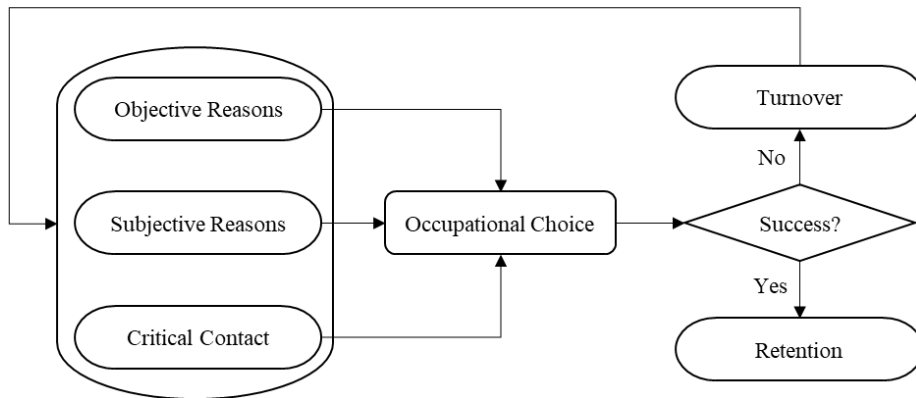 Objective Reasons
Turnover
No
Subjective Reasons
Occupational Choice
Success?
Yes
Critical Contact
Retention